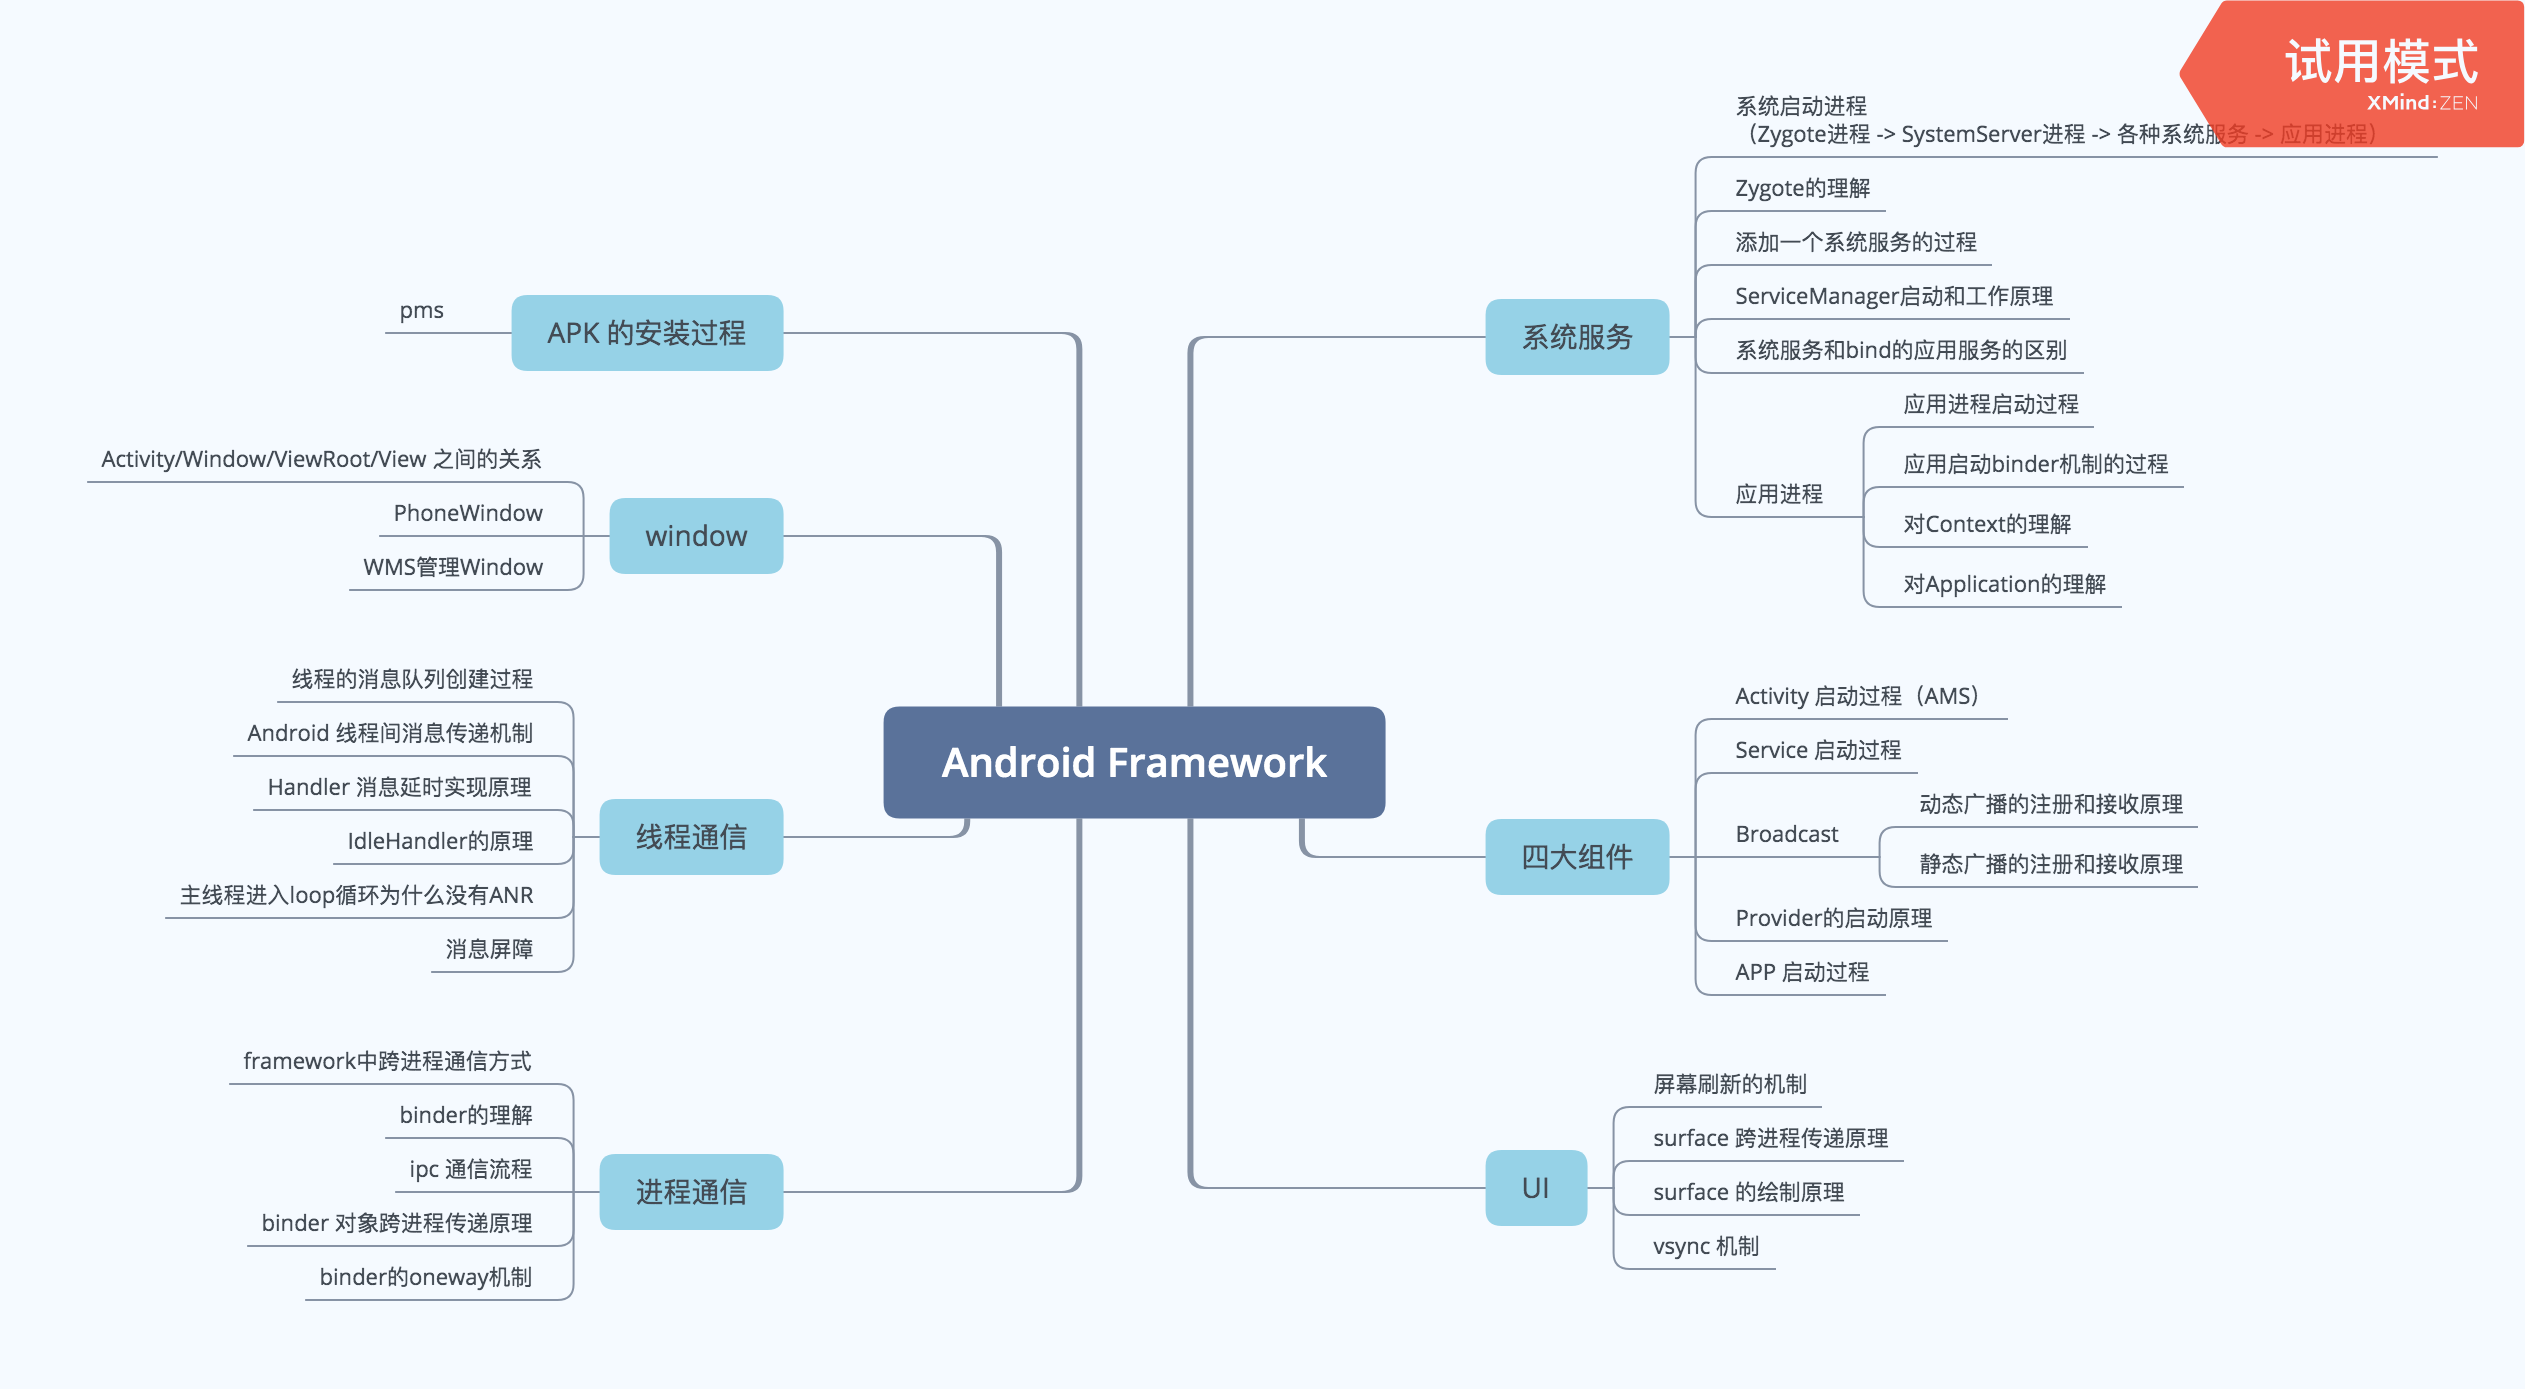 试用模式
XMind:ZEN
Android Framework
系统服务
系统启动进程
（Zygote进程 -> SystemServer进程 -> 各种系统服务 -> 应用进程）
Zygote的理解
添加一个系统服务的过程
ServiceManager启动和工作原理
系统服务和bind的应用服务的区别
应用进程
应用进程启动过程
应用启动binder机制的过程
对Context的理解
对Application的理解
四大组件
Activity 启动过程（AMS）
Service 启动过程
Broadcast
动态广播的注册和接收原理
静态广播的注册和接收原理
Provider的启动原理
APP 启动过程
UI
屏幕刷新的机制
surface 跨进程传递原理
surface 的绘制原理
vsync 机制
APK 的安装过程
pms
window
Activity/Window/ViewRoot/View 之间的关系
PhoneWindow
WMS管理Window
线程通信
线程的消息队列创建过程
Android 线程间消息传递机制
Handler 消息延时实现原理
IdleHandler的原理
主线程进入loop循环为什么没有ANR
消息屏障
进程通信
framework中跨进程通信方式
binder的理解
ipc 通信流程
binder 对象跨进程传递原理
binder的oneway机制